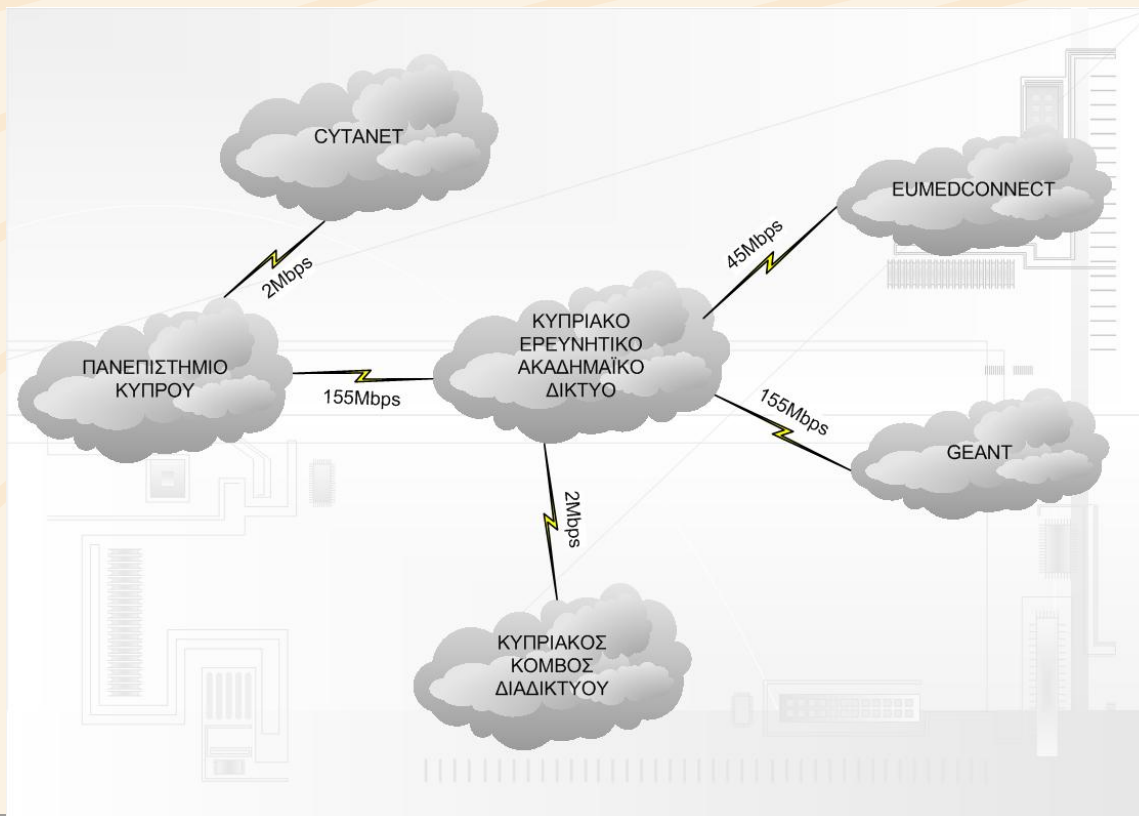 CYTANET
EUMEDCONNECT
2Mbps
45Mbps
ΠΑΝΕΠΙΣΤΗΜΙΟ
ΚΥΠΡΟΥ
155Mbps
ΚΥΠΡΙΑΚΟ
ΕΡΕΥΝΗΤΙΚΟ
ΑΚΑΔΗΜΑΪΚΟ
ΔΙΚΤΥΟ
155Mbps
GEANT
2Mbps
ΚΥΠΡΙΑΚΟΣ
ΚΟΜΒΟΣ
ΔΙΑΔΙΚΤΥΟΥ